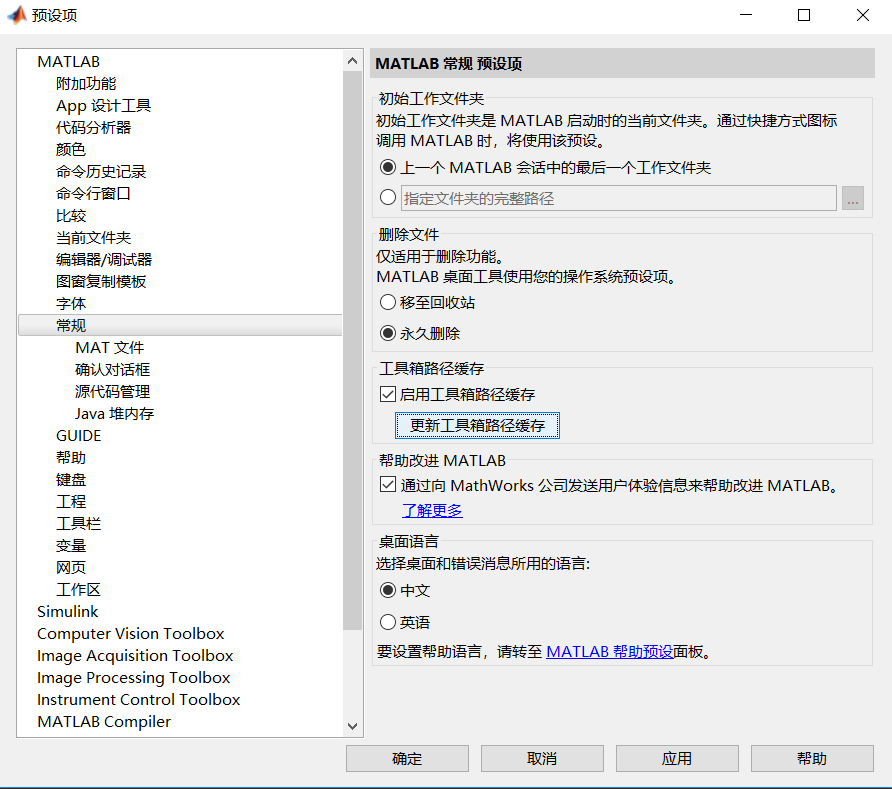 预设项
MATLAB
附加功能
App 设计工具
代码分析器
颜色
命令历史记录
命令行窗口
比较
当前文件夹
编辑器/调试器
图窗复制模板
字体
常规
MAT 文件
确认对话框
源代码管理
Java 堆内存
GUIDE
帮助
键盘
工程
工具栏
变量
网页
工作区
Simulink
Computer Vision Toolbox
Image Acquisition Toolbox
Image Processing Toolbox
Instrument Control Toolbox
MATLAB Compiler
MATLAB 常规 预设项
初始工作文件夹
初始工作文件夹是 MATLAB 启动时的当前文件夹。通过快捷方式图标
调用 MATLAB 时，将使用该预设。
上一个 MATLAB 会话中的最后一个工作文件夹
指定文件夹的完整路径
...
删除文件
仅适用于删除功能。
MATLAB 桌面工具使用您的操作系统预设项。
移至回收站
永久删除
工具箱路径缓存
启用工具箱路径缓存
更新工具箱路径缓存
帮助改进 MATLAB
通过向 MathWorks 公司发送用户体验信息来帮助改进 MATLAB。
了解更多
桌面语言
选择桌面和错误消息所用的语言:
中文
英语
要设置帮助语言，请转至 MATLAB 帮助预设面板。
确定
取消
应用
帮助